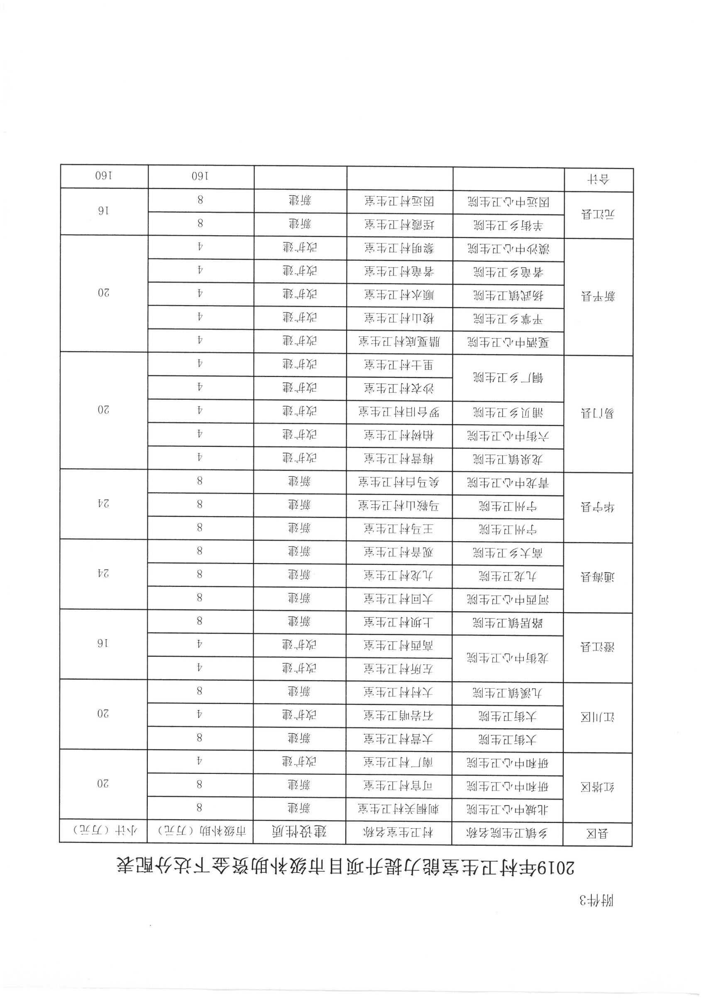 附件3
2019年村卫生室能力提升项目市级补助资金下达分配表
县区 乡镇卫生院名称 村卫生室名称 建设性质 市级补助（万元） 小计（万元）
红塔区 北城中心卫生院 刺桐关村卫生室 新建 8 20
研和中心卫生院 可官村卫生室 新建 8
研和中心卫生院 南厂村卫生室 改扩建 4
江川区 大街卫生院 大营村卫生室 新建 8 20
大街卫生院 石岩哨卫生室 改扩建 4
九溪镇卫生院 大村村卫生室 新建 8
澄江县 龙街中心卫生院 左所村卫生室 改扩建 4 16
高西村卫生室 改扩建 4
路居镇卫生院 上坝村卫生室 新建 8
通海县 河西中心卫生院 大回村卫生室 新建 8 24
九龙卫生院 九龙村卫生室 新建 8
高大乡卫生院 观音村卫生室 新建 8
华宁县 宁州卫生院 王马村卫生室 新建 8 24
宁州卫生院 马鞍山村卫生室 新建 8
青龙中心卫生院 矣马白村卫生室 新建 8
易门县 龙泉镇卫生院 梅营村卫生室 改扩建 4 20
六街中心卫生院 柏树村卫生室 改扩建 4
浦贝乡卫生院 罗台旧村卫生室 改扩建 4
铜厂乡卫生院 沙衣村卫生室 改扩建 4
里士村卫生室 改扩建 4
新平县 戛洒中心卫生院 腊戛底村卫生室 改扩建 4 20
平掌乡卫生院 梭山村卫生室 改扩建 4
扬武镇卫生院 顺水村卫生室 改扩建 4
者竜乡卫生院 者竜村卫生室 改扩建 4
漠沙中心卫生院 黎明村卫生室 改扩建 4
元江县 羊街乡卫生院 垤霞村卫生室 新建 8 16
因远中心卫生院 因远村卫生室 新建 8
合计 160 160